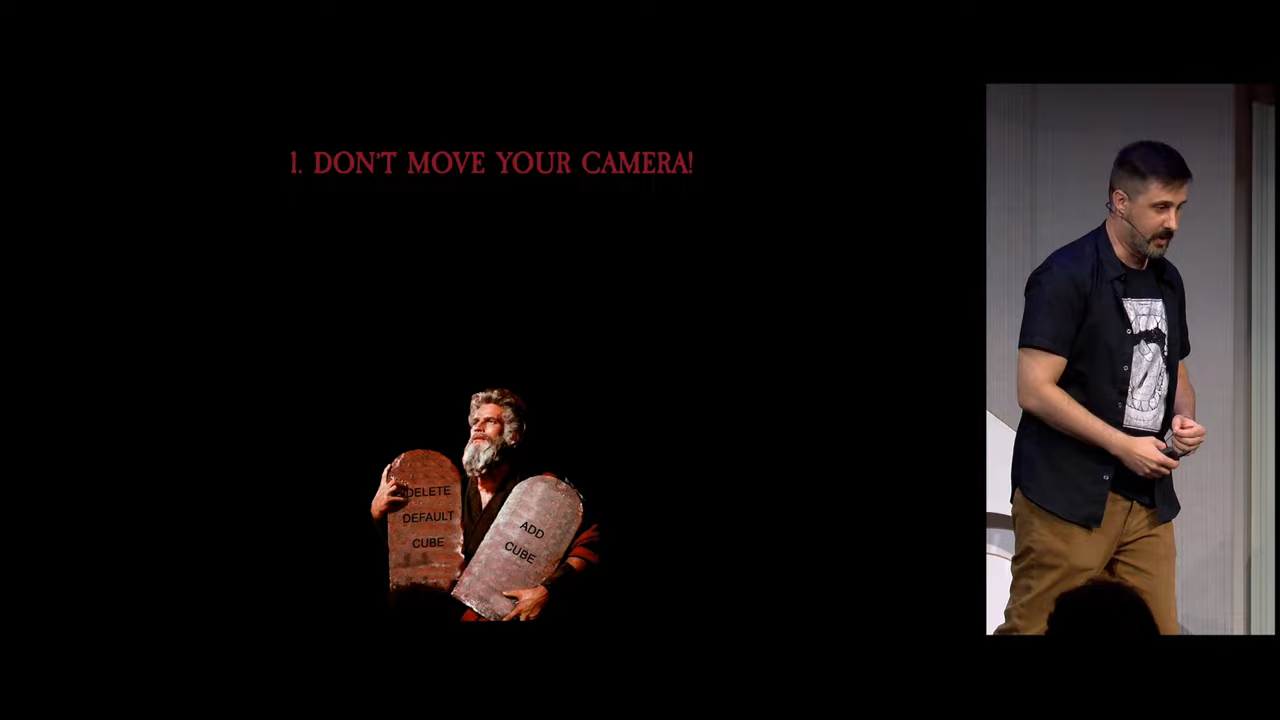 1. DON'T MOVE YOUR CAMERA!
DELETE
DEFAULT
CUBE
ADD
CUBE